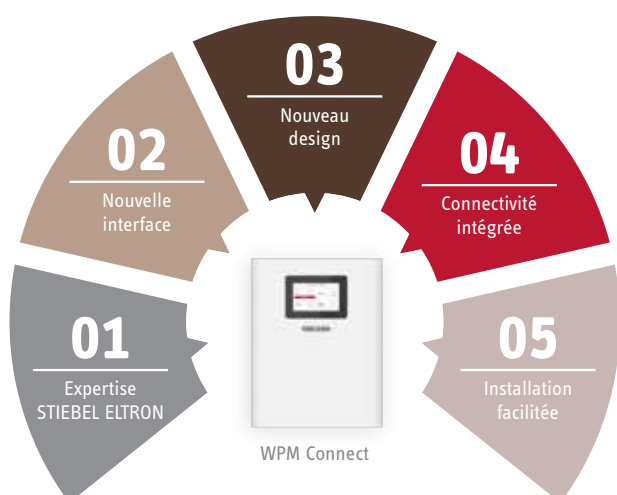 01
Expertise
STIEBEL ELTRON
02
Nouvelle
interface
03
Nouveau
design
04
Connectivité
intégrée
05
Installation
facilitée
WPM Connect